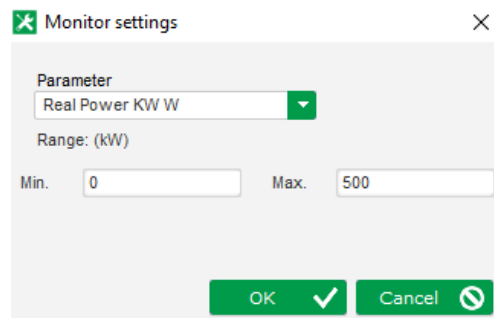 Monitor settings
Parameter
Real Power KW W
Range: (kW)
Min. 0 Max. 500
OK Cancel